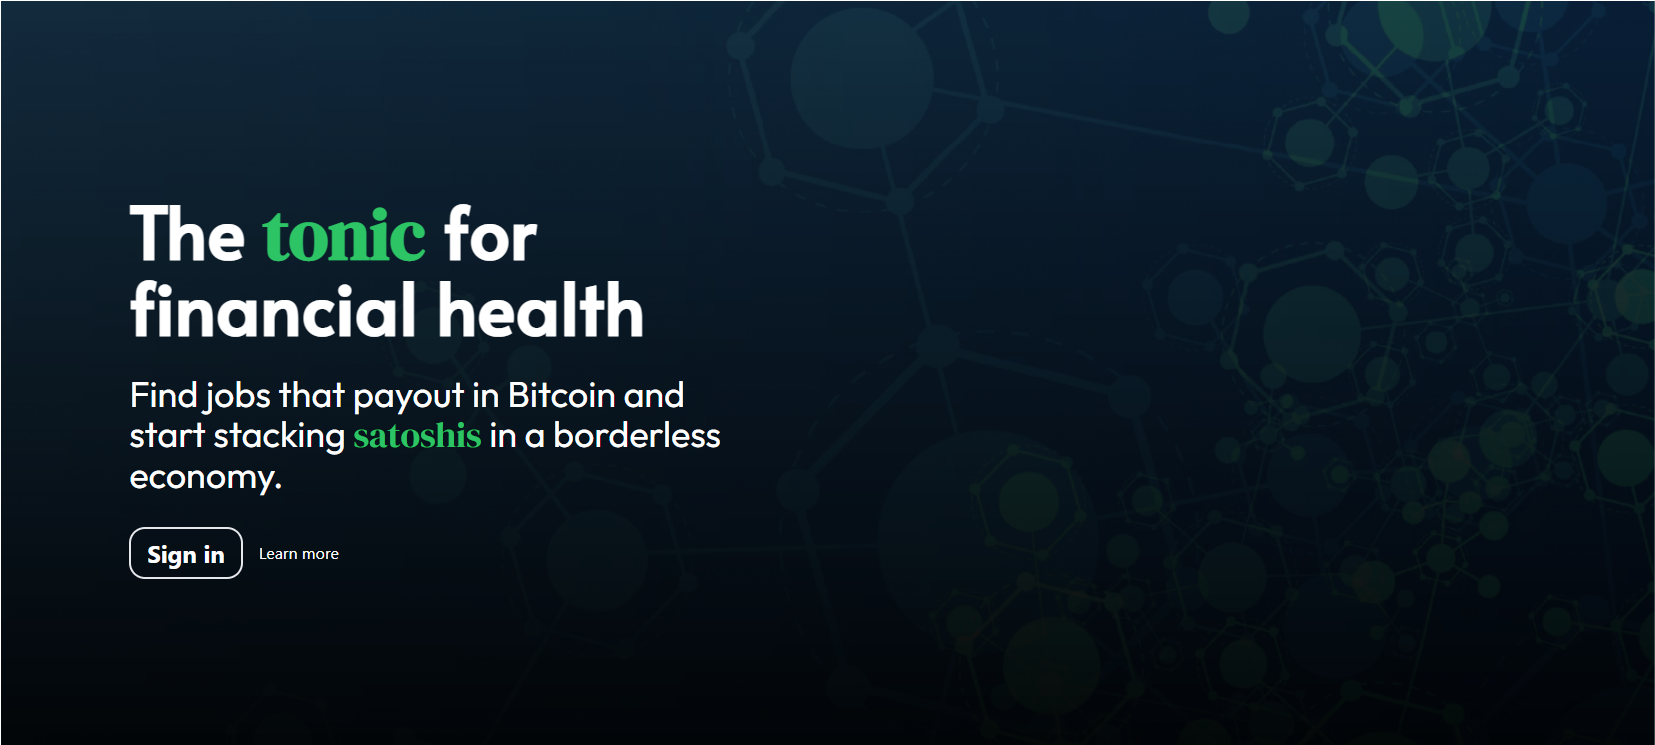 The tonic for
financial health
Find jobs that payout in Bitcoin and
start stacking satoshis in a borderless
economy.
Sign in
Learn more